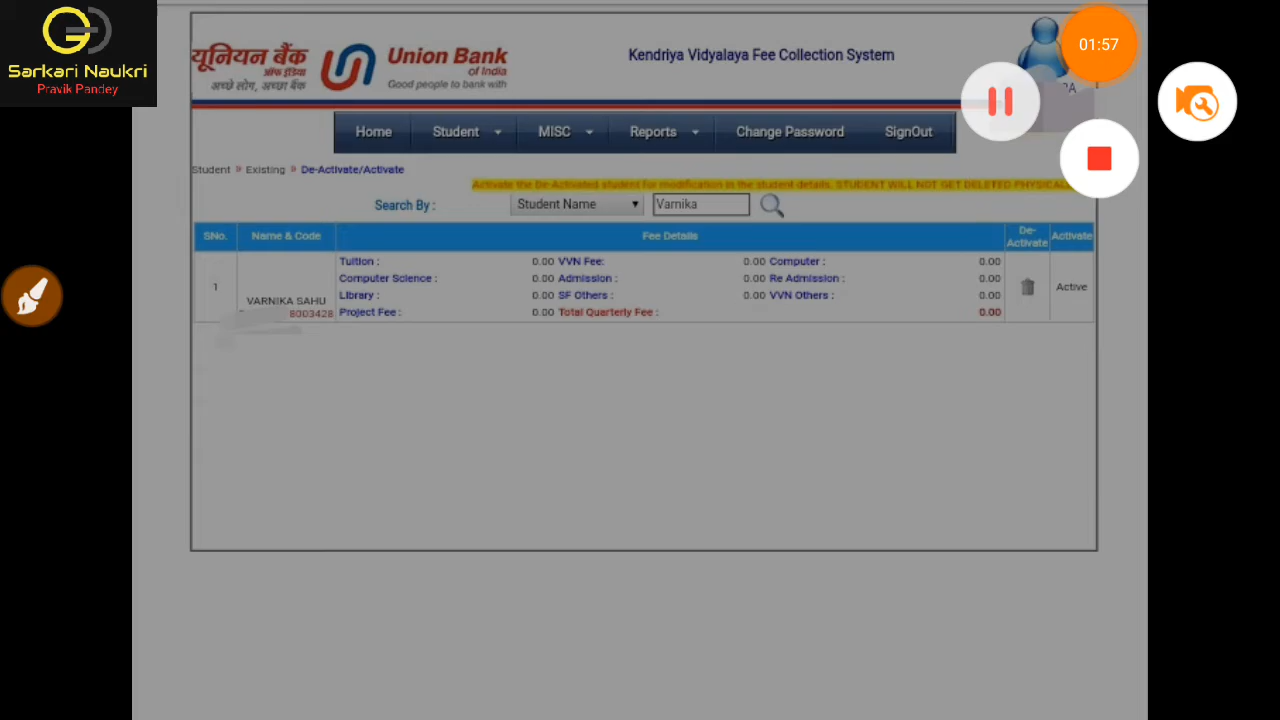 Sarkari Naukri
Pravik Pandey
यूनियन बैंक
ऑफ इंडिया
अच्छे लोग, अच्छा बैंक
Union Bank
of India
Good people to bank with
Kendriya Vidyalaya Fee Collection System
01:57
Home Student MISC Reports Change Password SignOut
Student » Existing » De-Activate/Activate
Activate the De-Activated student for modification in the student details. STUDENT WILL NOT GET DELETED
Search By : Student Name Varnika
SNo. Name & Code Fee Details De-Activate Activate
Tuition : 0.00 VVN Fee: 0.00 Computer : 0.00
Computer Science : 0.00 Admission : 0.00 Re Admission : 0.00
1 Library : 0.00 SF Others : 0.00 VVN Others : 0.00 Active
VARNIKA SAHU
8003428 Project Fee : 0.00 Total Quarterly Fee : 0.00